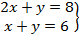 2x + y = 8
x + y = 6}